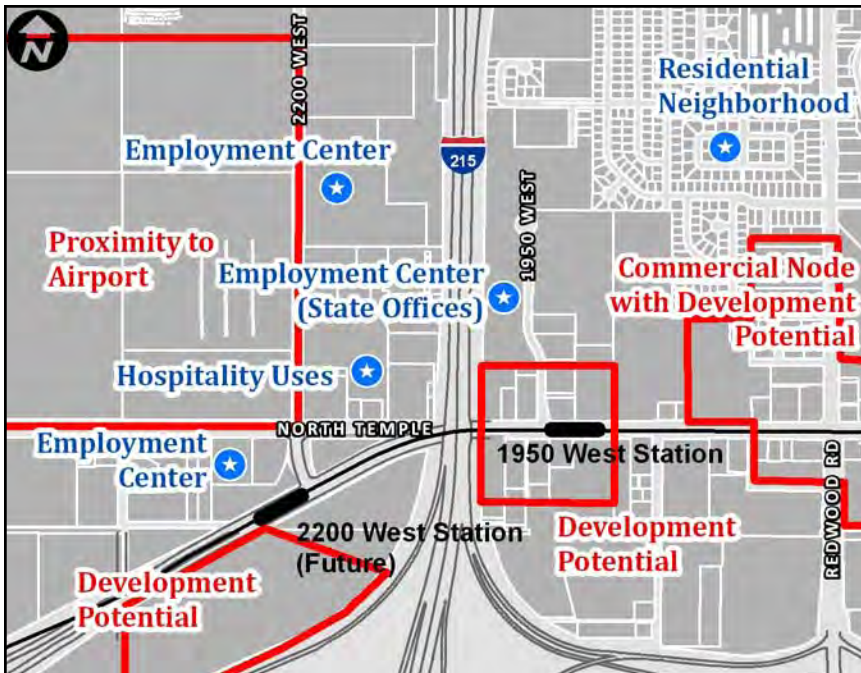 N
2200 WEST
Residential
Neighborhood
Employment Center
215
1950 WEST
Proximity to
Airport
Employment Center
(State Offices)
Commercial Node
with Development
Potential
Hospitality Uses
NORTH TEMPLE
Employment
Center
1950 West Station
REDWOOD RD
2200 West Station
(Future)
Development
Potential
Development
Potential